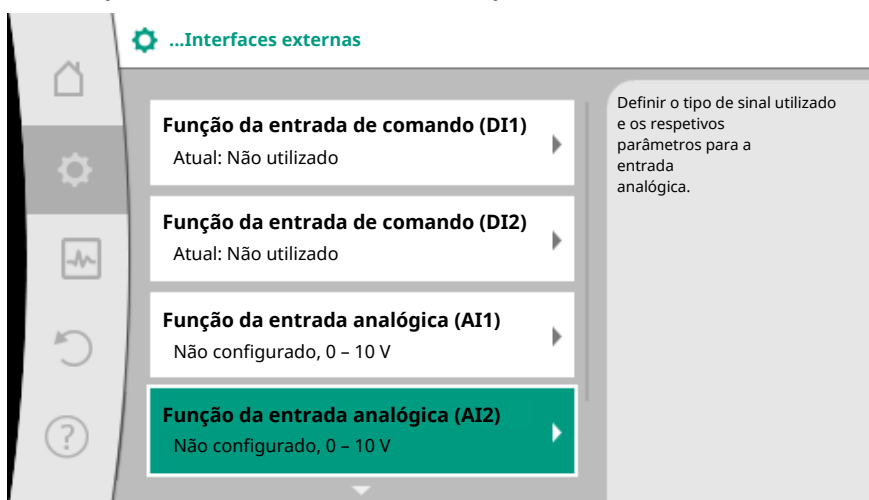 ...Interfaces externas
Função da entrada de comando (DI1)
Atual: Não utilizado
Função da entrada de comando (DI2)
Atual: Não utilizado
Função da entrada analógica (AI1)
Não configurado, 0 – 10 V
Função da entrada analógica (AI2)
Não configurado, 0 – 10 V
Definir o tipo de sinal utilizado
e os respetivos
parâmetros para a
entrada
analógica.